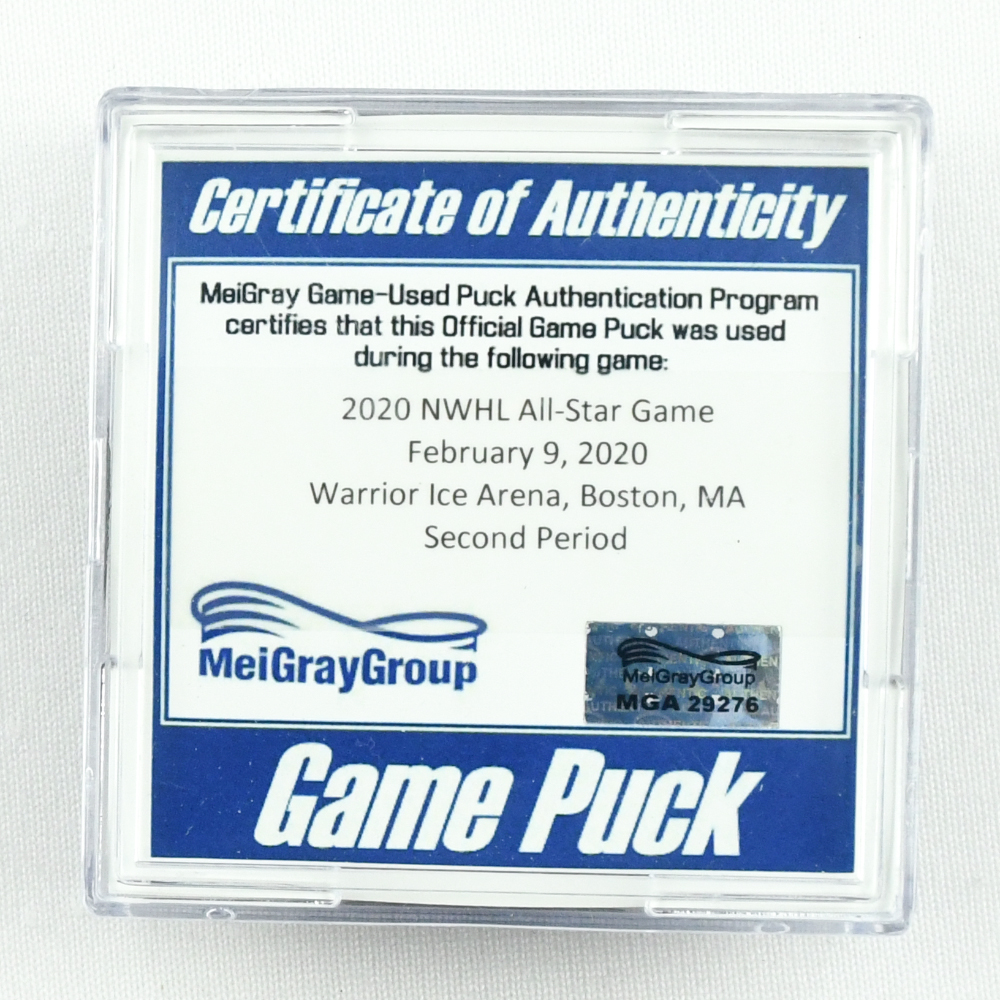 Certificate of Authenticity
MeiGray Game-Used Puck Authentication Program
certifies that this Official Game Puck was used
during the following game:
2020 NWHL All-Star Game
February 9, 2020
Warrior Ice Arena, Boston, MA
Second Period
MeiGrayGroup
MeiGrayGroup
MGA 29276
Game Puck